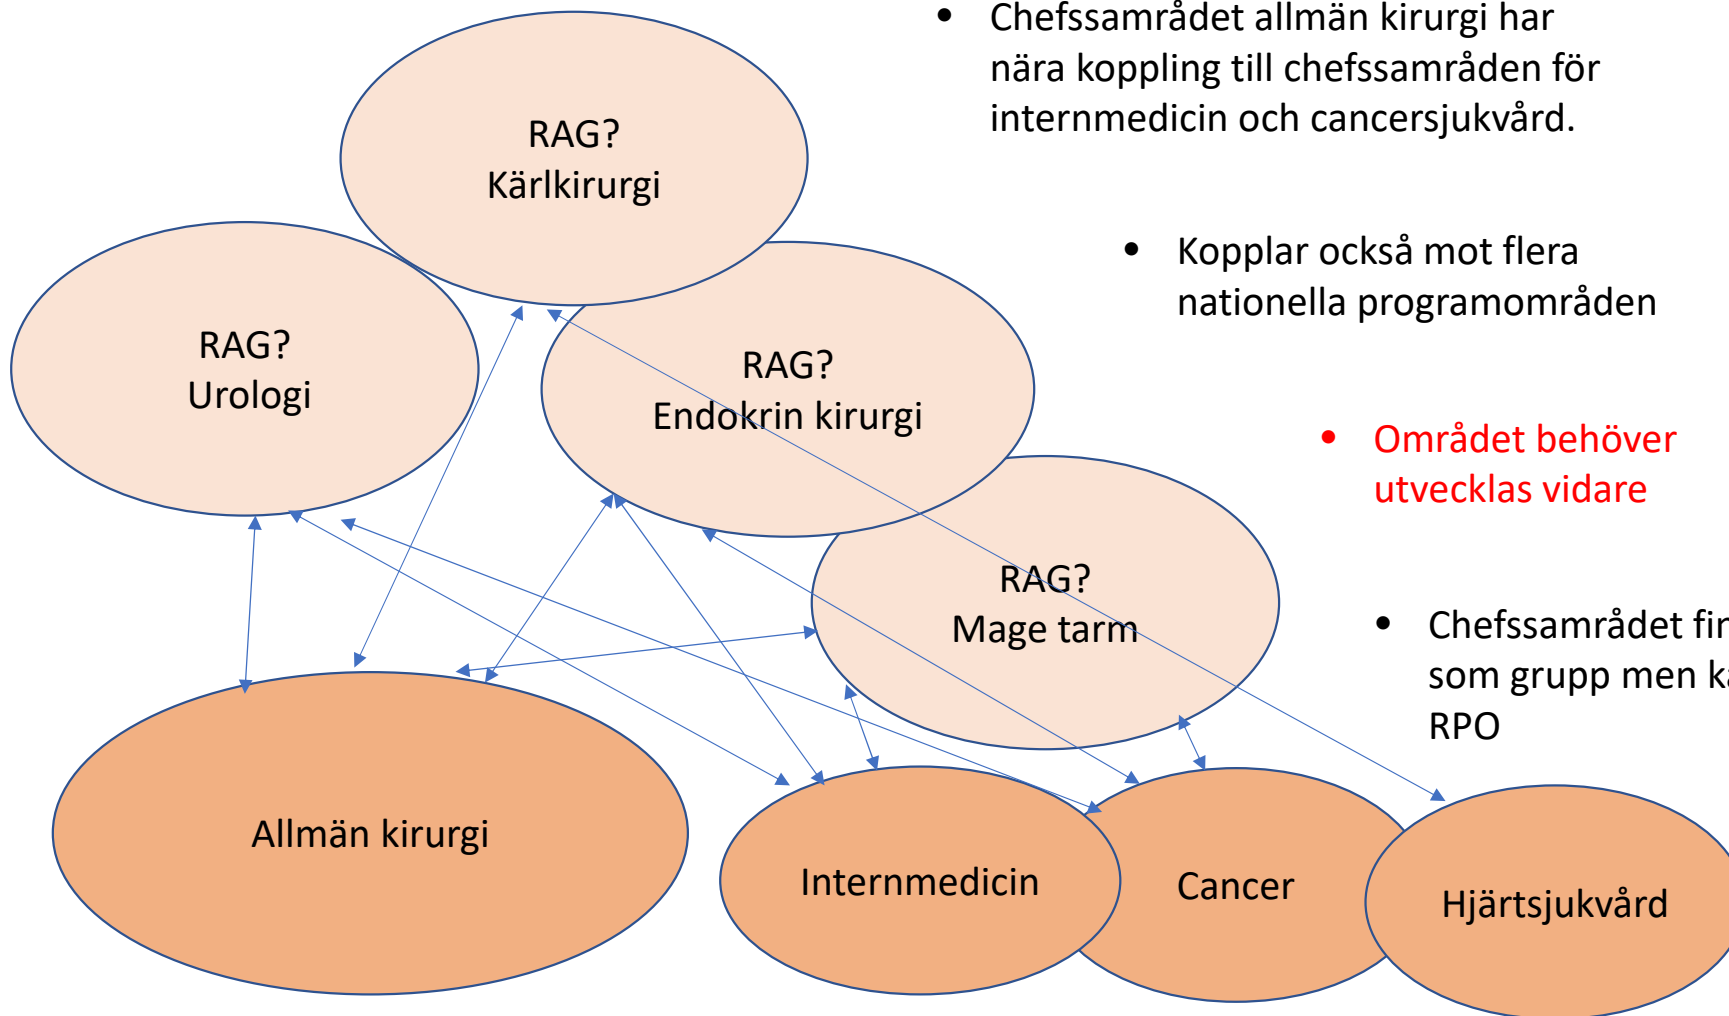 • Chefssamrådet allmän kirurgi har
nära koppling till chefssamråden för
internmedicin och cancersjukvård.
RAG?
Kärlkirurgi
• Kopplar också mot flera
nationella programområden
RAG?
Urologi
RAG?
Endokrin kirurgi
• Området behöver
utvecklas vidare
RAG?
Mage tarm
• Chefssamrådet
som grupp men
RPO
Allmän kirurgi
Internmedicin
Cancer
Hjärtsjukvård